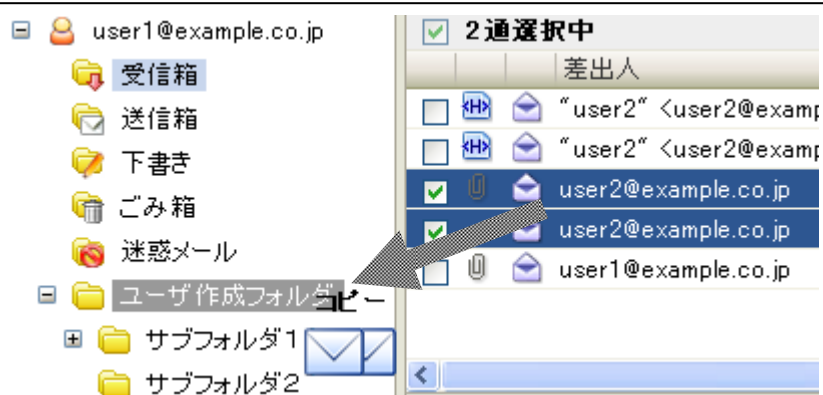 user1@example.co.jp
受信箱
送信箱
下書き
ごみ箱
迷惑メール
ユーザ作成フォルダ
コピー
サブフォルダ1
サブフォルダ2
2通選択中
差出人
"user2" <user2@examp
"user2" <user2@examp
user2@example.co.jp
user2@example.co.jp
user1@example.co.jp